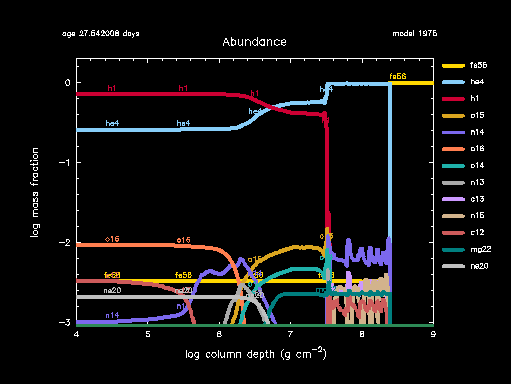 age 27.542008 days
model 1975
Abundance
log mass fraction
0
−1
−2
−3
4
5
6
7
8
9
log column depth (g cm⁻²)
h1
h1
h1
he4
he4
he4
he4
fe56
o16
o16
fe56
fe56
ne20
n14
fe56
he4
h1
o15
n14
o16
o14
n13
c13
n15
c12
mg22
ne20